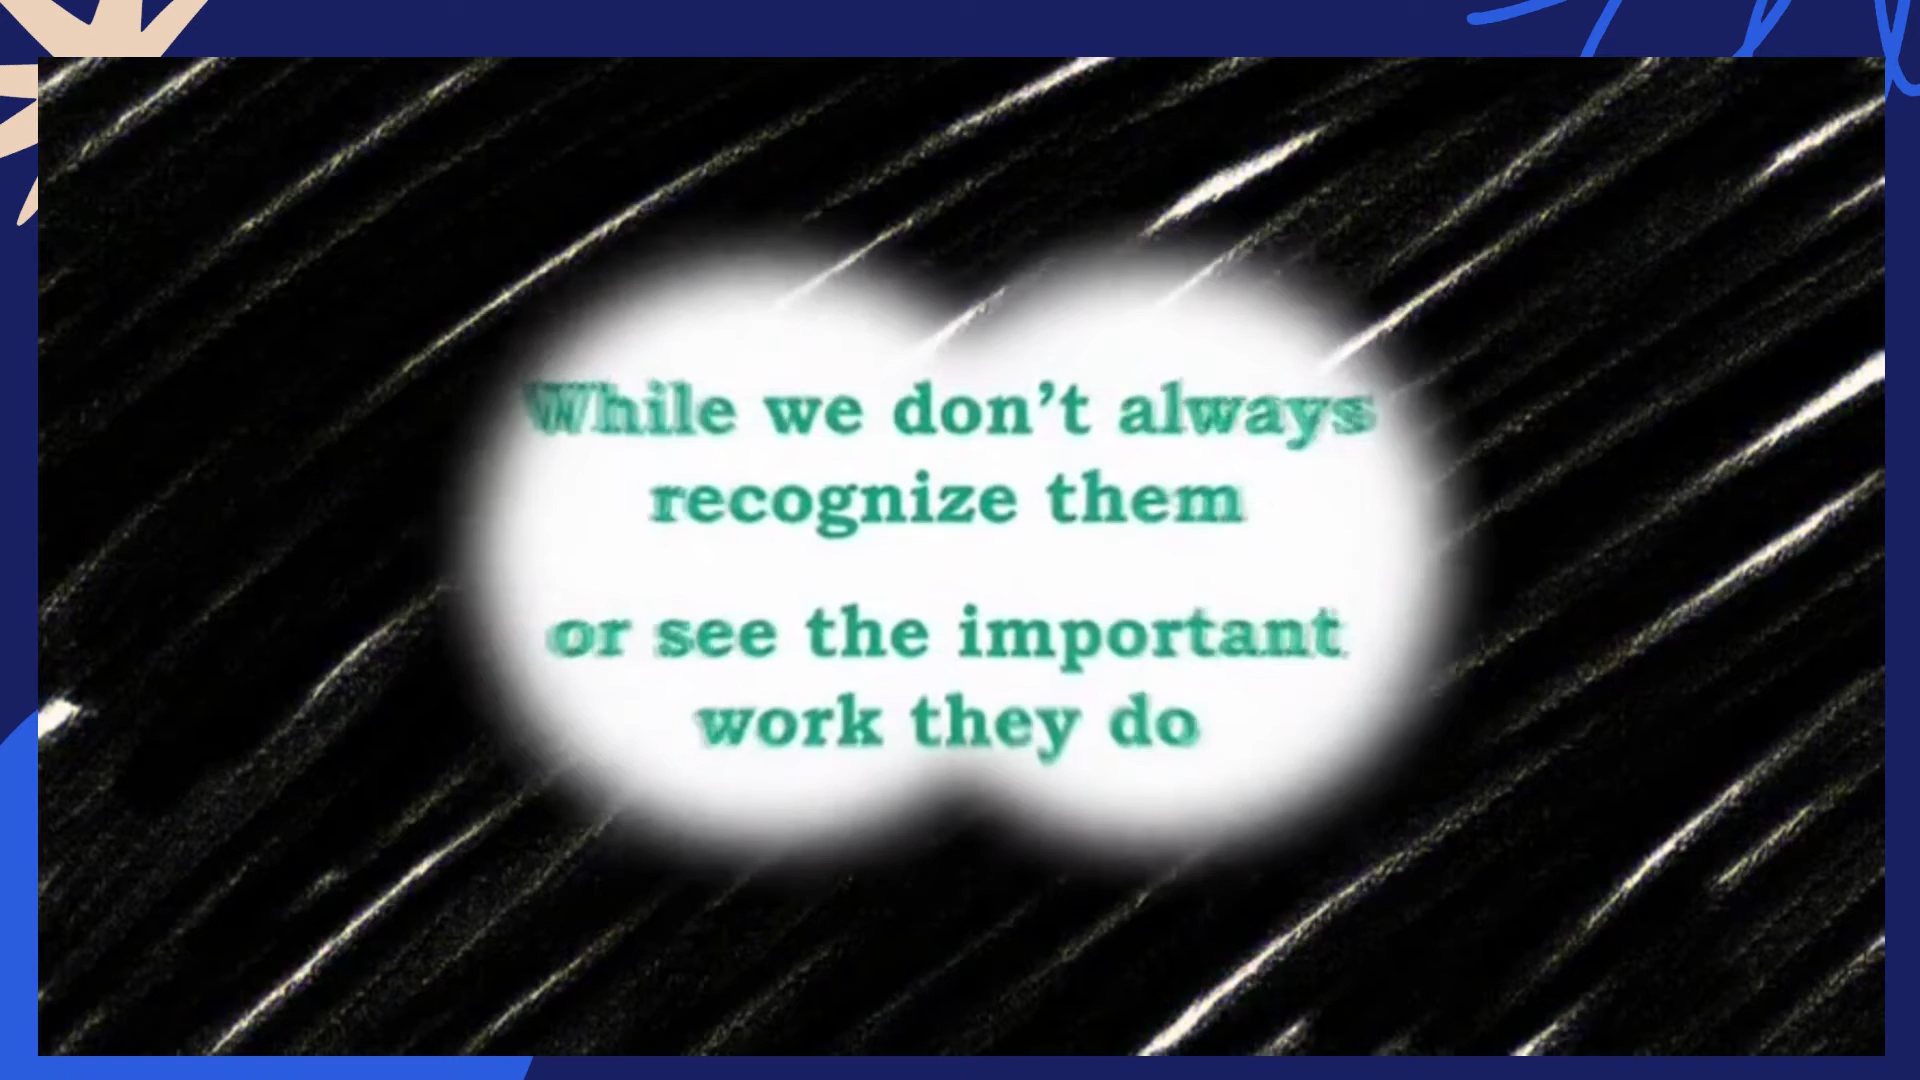 While we don’t always
recognize them
or see the important
work they do